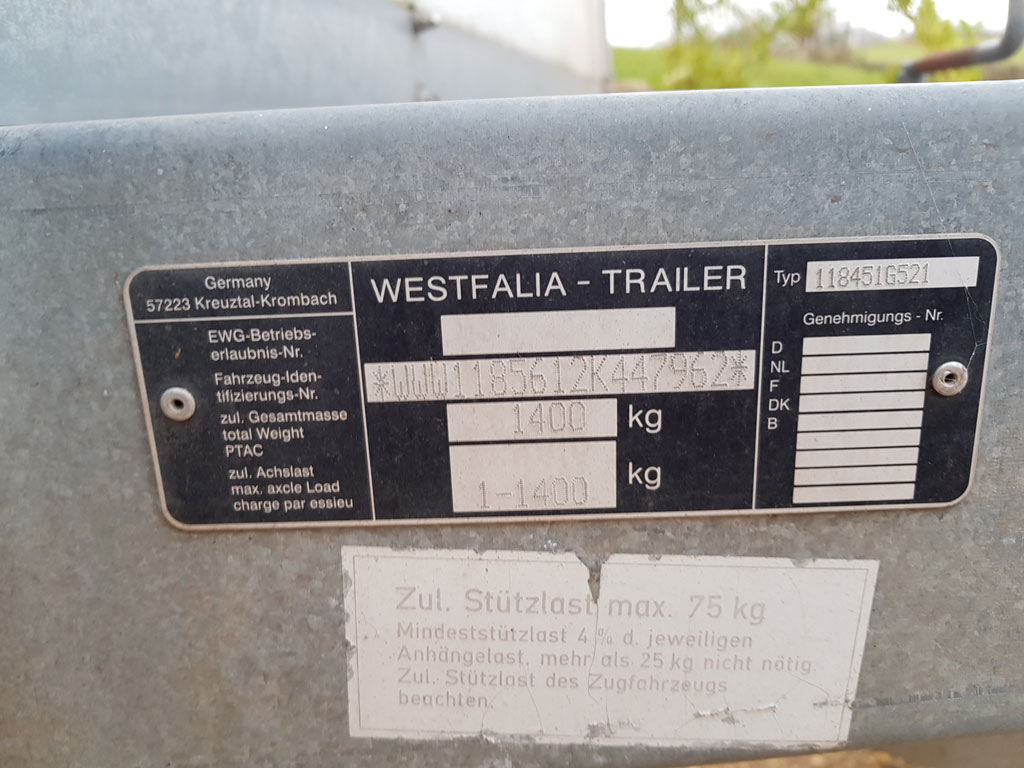 Germany
57223 Kreuztal-Krombach
EWG-Betriebs-
erlaubnis-Nr.
Fahrzeug-Iden-
tifizierungs-Nr.
zul. Gesamtmasse
total Weight
PTAC
zul. Achslast
max. axcle Load
charge par essieu
WESTFALIA - TRAILER
*WWW1185612K447962*
1400 kg
1-1400 kg
Typ 118451G521
Genehmigungs - Nr.
D
NL
F
DK
B
Zul. Stützlast max. 75 kg
Mindeststützlast 4 % d. jeweiligen
Anhängelast, mehr als 25 kg nicht nötig.
Zul. Stützlast des Zugfahrzeugs
beachten.